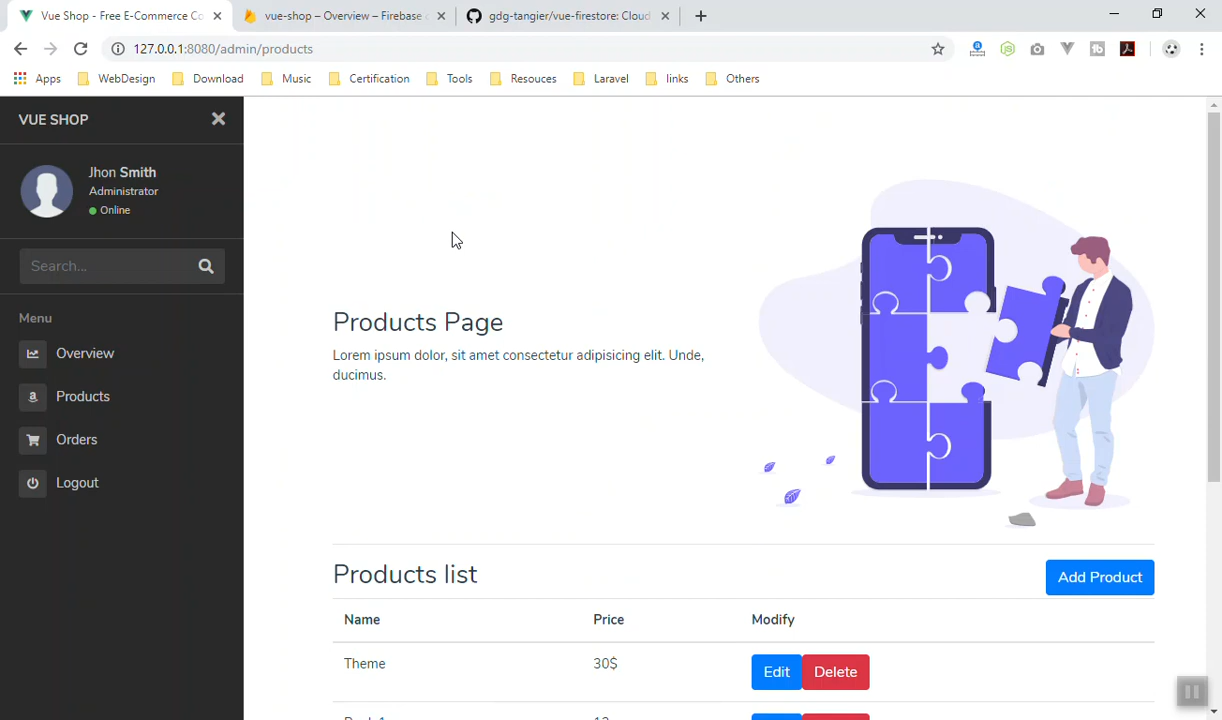 Vue Shop - Free E-Commerce Co
vue-shop – Overview – Firebase c
gdg-tangier/vue-firestore: Cloud
127.0.0.1:8080/admin/products
Apps
WebDesign
Download
Music
Certification
Tools
Resouces
Laravel
links
Others
VUE SHOP
Jhon Smith
Administrator
Online
Search...
Menu
Overview
Products
Orders
Logout
Products Page
Lorem ipsum dolor, sit amet consectetur adipisicing elit. Unde,
ducimus.
Products list
Add Product
Name Price Modify
Theme 30$ Edit Delete